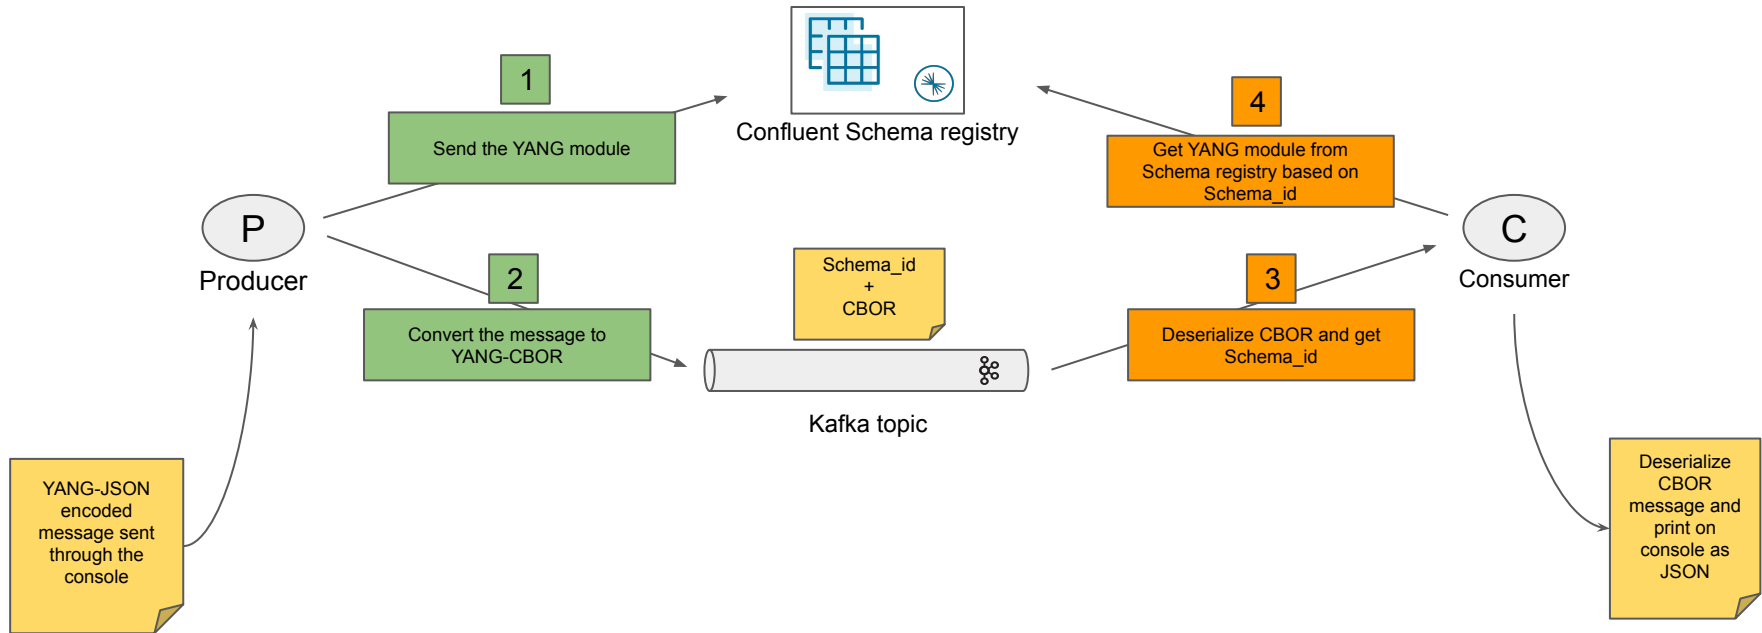 1
Send the YANG module
Confluent Schema registry
4
Get YANG module from
Schema registry based on
Schema_id
P
Producer
C
Consumer
2
Convert the message to
YANG-CBOR
Schema_id
+
CBOR
3
Deserialize CBOR and get
Schema_id
Kafka topic
YANG-JSON
encoded
message sent
through the
console
Deserialize
CBOR
message and
print on
console as
JSON